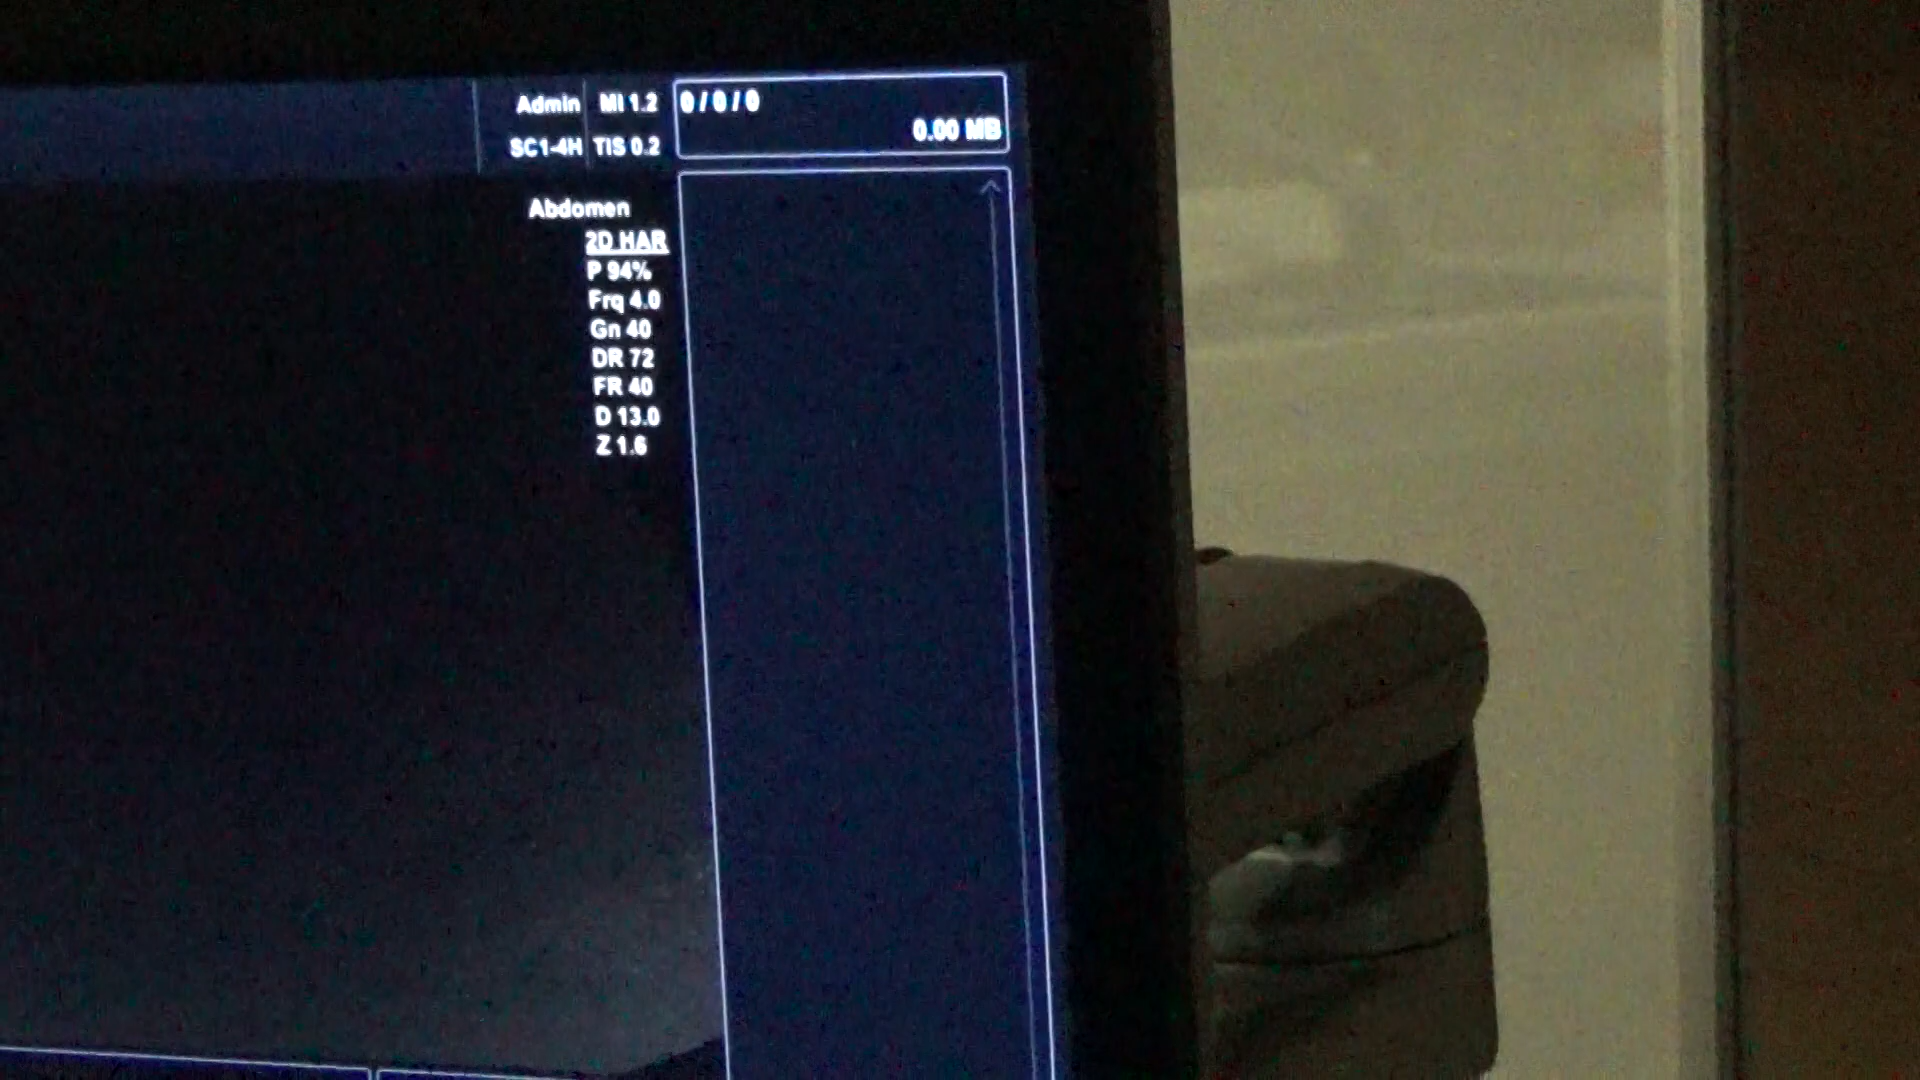 Admin MI 1.2
SC1-4H TIS 0.2
0 / 0 / 0
0.00 MB
Abdomen
2D HAR
P 94%
Frq 4.0
Gn 40
DR 72
FR 40
D 13.0
Z 1.6